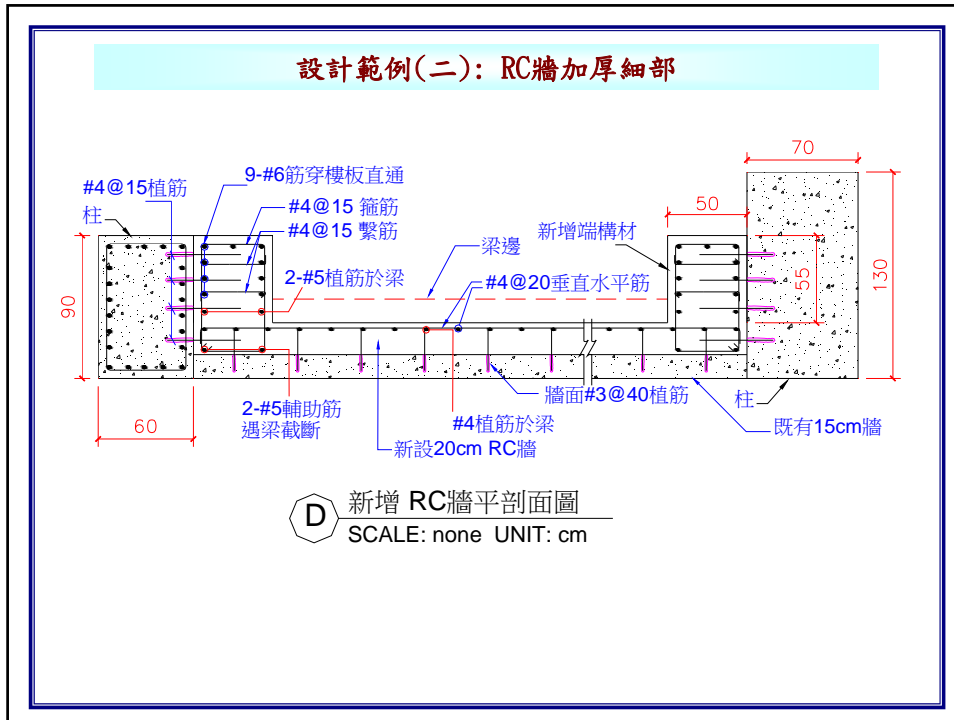 設計範例(二): RC牆加厚細部
70
9-#6筋穿樓板直通
#4@15植筋
柱
#4@15 箍筋
#4@15 繫筋
50
新增端構材
梁邊
2-#5植筋於梁
#4@20垂直水平筋
90
55
130
牆面#3@40植筋
柱
2-#5輔助筋
遇梁截斷
60
#4植筋於梁
既有15cm牆
新設20cm RC牆
D
新增 RC牆平剖面圖
SCALE: none UNIT: cm